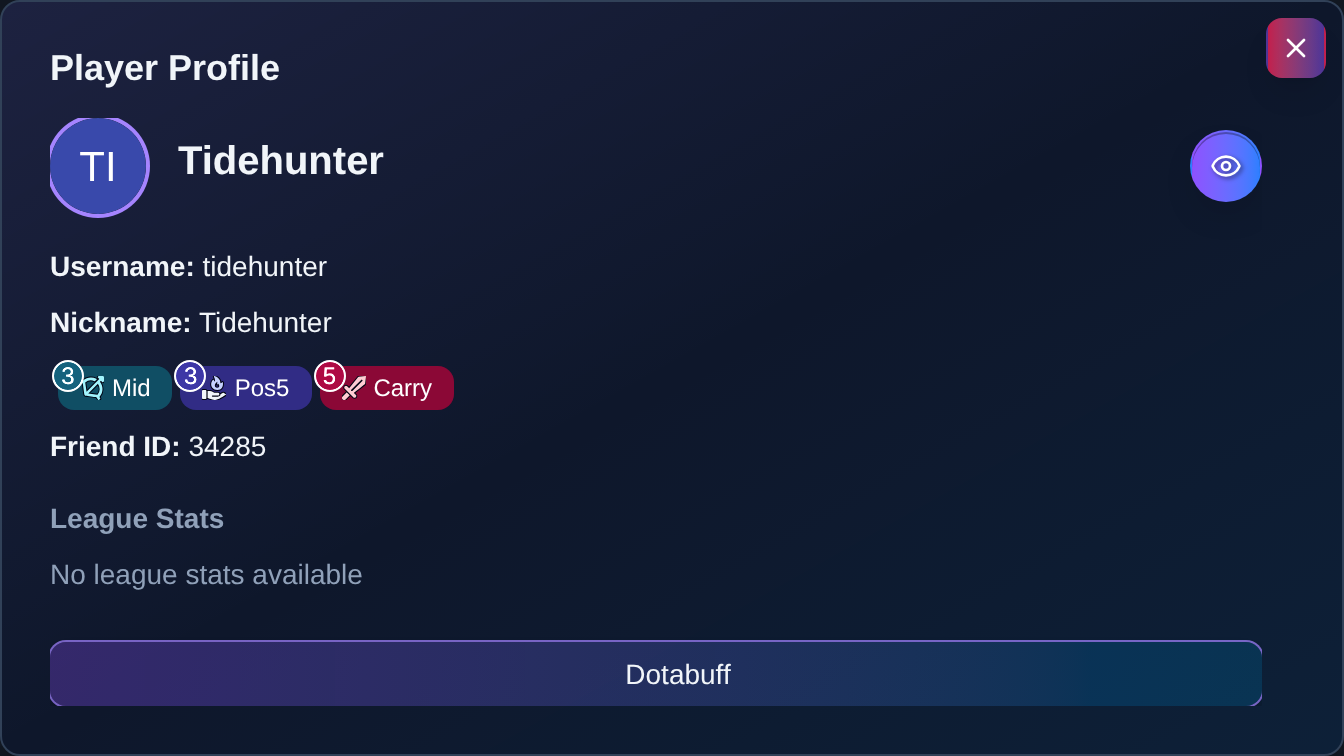 Player Profile
TI
Tidehunter
Username: tidehunter
Nickname: Tidehunter
3 Mid 3 Pos5 5 Carry
Friend ID: 34285
League Stats
No league stats available
Dotabuff